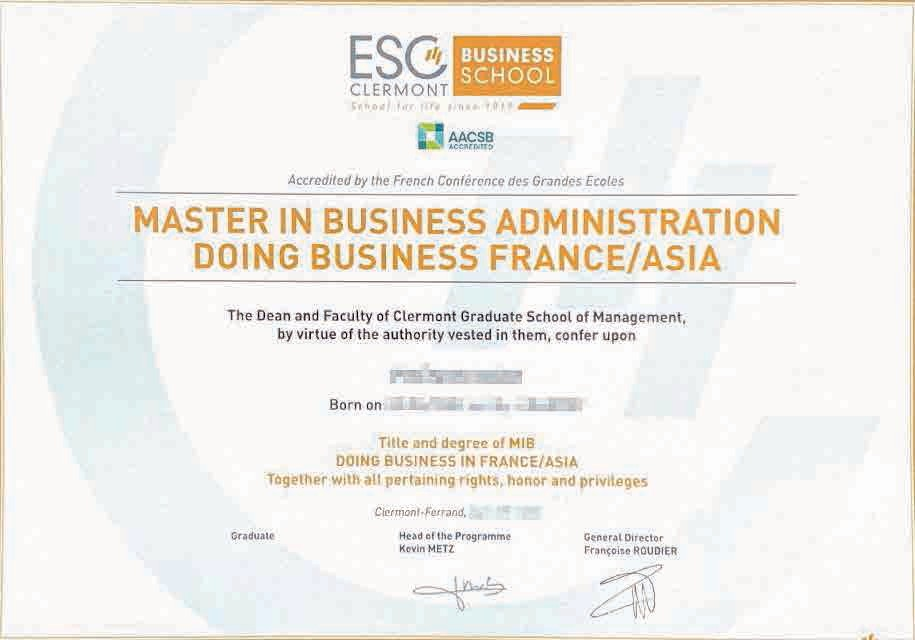 ESC BUSINESS
CLERMONT SCHOOL
School for life since 1919
AACSB
ACCREDITED
Accredited by the French Conférence des Grandes Ecoles
MASTER IN BUSINESS ADMINISTRATION
DOING BUSINESS FRANCE/ASIA
The Dean and Faculty of Clermont Graduate School of Management,
by virtue of the authority vested in them, confer upon
Born on
Title and degree of MIB
DOING BUSINESS IN FRANCE/ASIA
Together with all pertaining rights, honor and privileges
Clermont-Ferrand,
Graduate
Head of the Programme
Kevin METZ
General Director
Françoise ROUDIER